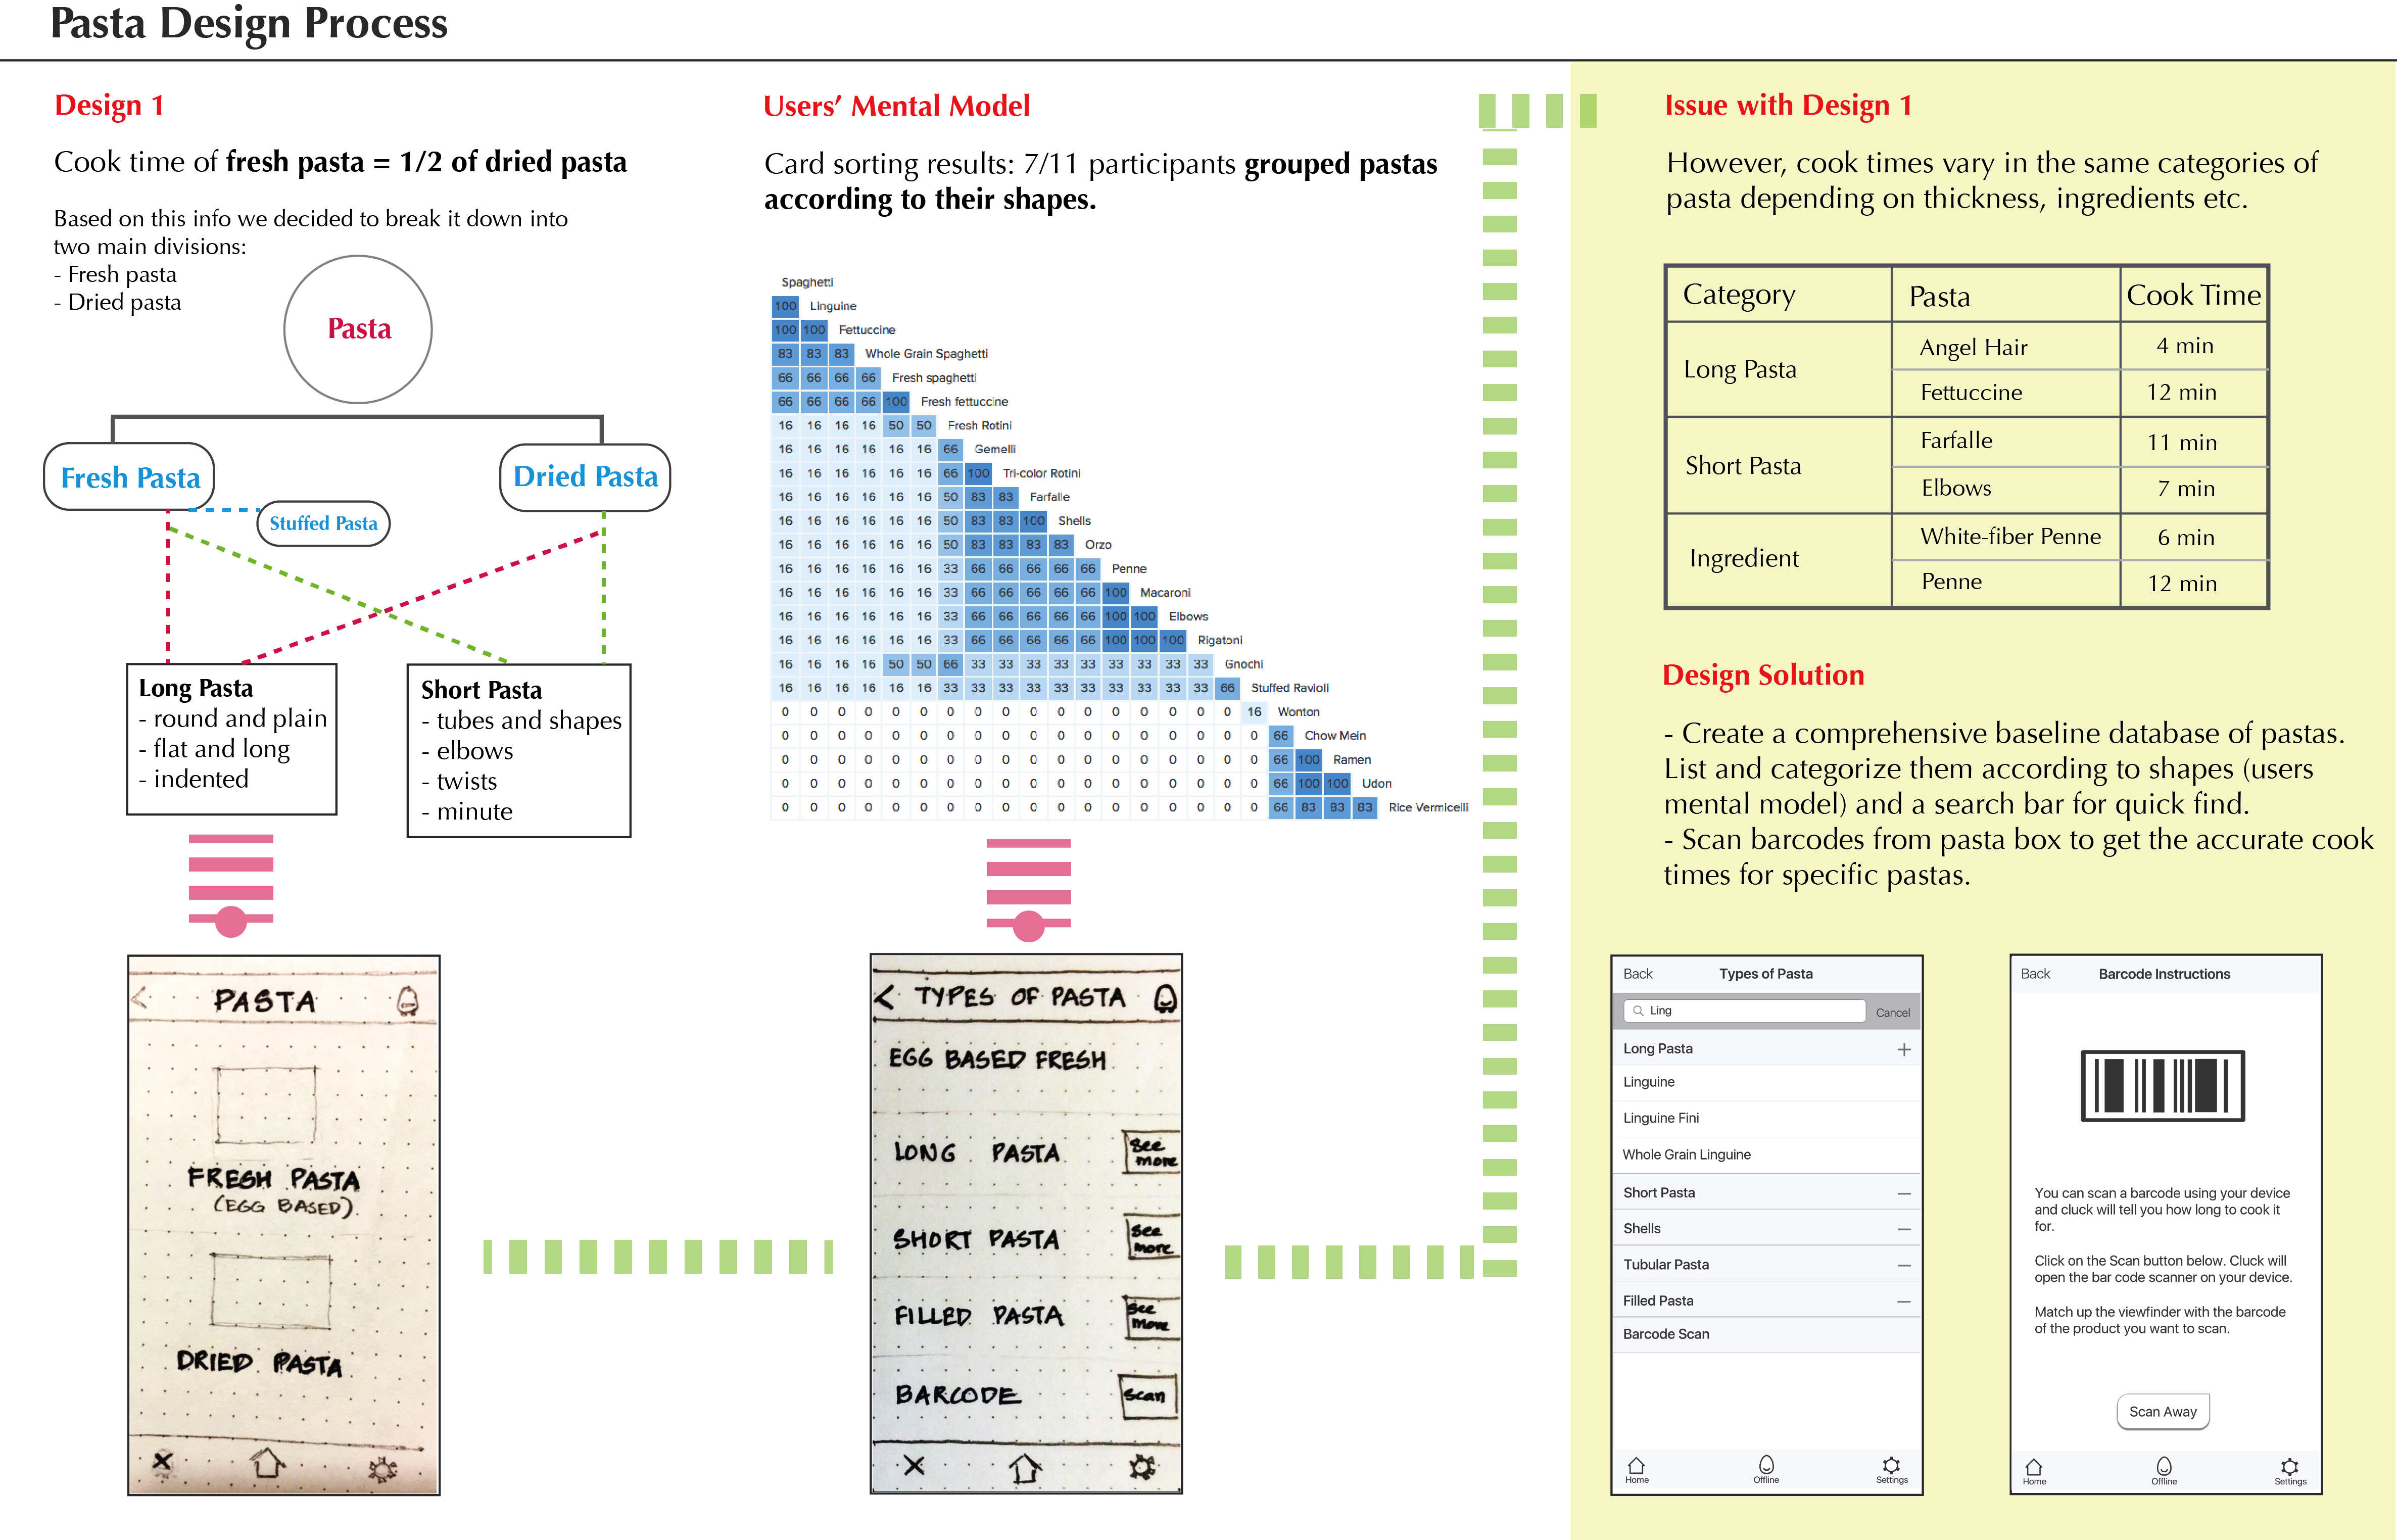 Pasta Design Process
Design 1
Cook time of fresh pasta = 1/2 of dried pasta
Based on this info we decided to break it down into
two main divisions:
- Fresh pasta
- Dried pasta
Pasta
Fresh Pasta
Dried Pasta
Stuffed Pasta
Long Pasta
- round and plain
- flat and long
- indented
Short Pasta
- tubes and shapes
- elbows
- twists
- minute
PASTA
FRESH PASTA
(EGG BASED)
DRIED PASTA
Users' Mental Model
Card sorting results: 7/11 participants grouped pastas
according to their shapes.
Spaghetti
100 Linguine
100 100 Fettuccine
83 83 83 Whole Grain Spaghetti
66 66 66 66 Fresh spaghetti
66 66 66 66 100 Fresh fettuccine
16 16 16 16 50 50 Fresh Rotini
16 16 16 16 16 16 66 Gemelli
16 16 16 16 16 16 66 100 Tri-color Rotini
16 16 16 16 16 16 50 83 83 Farfalle
16 16 16 16 16 16 50 83 83 100 Shells
16 16 16 16 16 16 50 83 83 83 83 Orzo
16 16 16 16 16 16 33 66 66 66 66 66 Penne
16 16 16 16 16 16 33 66 66 66 66 66 100 Macaroni
16 16 16 16 16 16 33 66 66 66 66 66 100 100 Elbows
16 16 16 16 16 16 33 66 66 66 66 66 100 100 100 Rigatoni
16 16 16 16 50 50 66 33 33 33 33 33 33 33 33 33 Gnochi
16 16 16 16 16 16 33 33 33 33 33 33 33 33 33 33 66 Stuffed Ravioli
0 0 0 0 0 0 0 0 0 0 0 0 0 0 0 0 0 16 Wonton
0 0 0 0 0 0 0 0 0 0 0 0 0 0 0 0 0 0 66 Chow Mein
0 0 0 0 0 0 0 0 0 0 0 0 0 0 0 0 0 0 66 100 Ramen
0 0 0 0 0 0 0 0 0 0 0 0 0 0 0 0 0 0 66 100 100 Udon
0 0 0 0 0 0 0 0 0 0 0 0 0 0 0 0 0 0 66 83 83 83 Rice Vermicelli
< TYPES OF PASTA
EGG BASED FRESH
LONG PASTA See more
SHORT PASTA See more
FILLED PASTA See more
BARCODE Scan
Issue with Design 1
However, cook times vary in the same categories of
pasta depending on thickness, ingredients etc.
Category Pasta Cook Time
Long Pasta
Angel Hair 4 min
Fettuccine 12 min
Short Pasta
Farfalle 11 min
Elbows 7 min
Ingredient
White-fiber Penne 6 min
Penne 12 min
Design Solution
- Create a comprehensive baseline database of pastas.
List and categorize them according to shapes (users
mental model) and a search bar for quick find.
- Scan barcodes from pasta box to get the accurate cook
times for specific pastas.
Back Types of Pasta
Ling Cancel
Long Pasta
Linguine
Linguine Fini
Whole Grain Linguine
Short Pasta
Shells
Tubular Pasta
Filled Pasta
Barcode Scan
Home Offline Settings
Back Barcode Instructions
You can scan a barcode using your device
and cluck will tell you how long to cook it
for.
Click on the Scan button below. Cluck will
open the bar code scanner on your device.
Match up the viewfinder with the barcode
of the product you want to scan.
Scan Away
Home Offline Settings